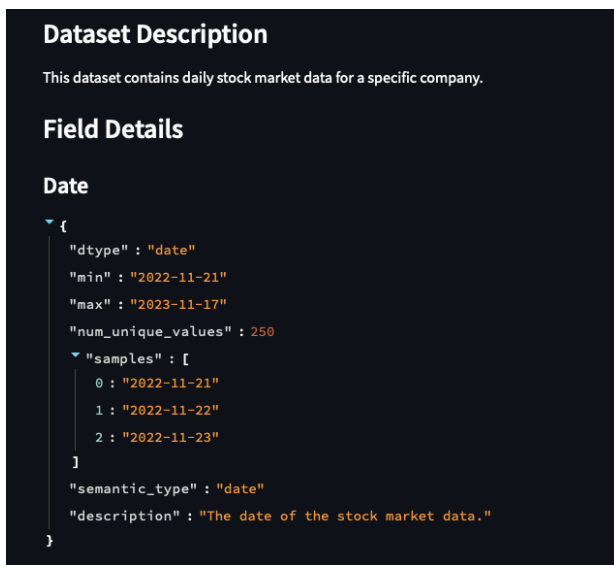 Dataset Description
This dataset contains daily stock market data for a specific company.
Field Details
Date
{
"dtype" : "date"
"min" : "2022-11-21"
"max" : "2023-11-17"
"num_unique_values" : 250
"samples" : [
0 : "2022-11-21"
1 : "2022-11-22"
2 : "2022-11-23"
]
"semantic_type" : "date"
"description" : "The date of the stock market data."
}